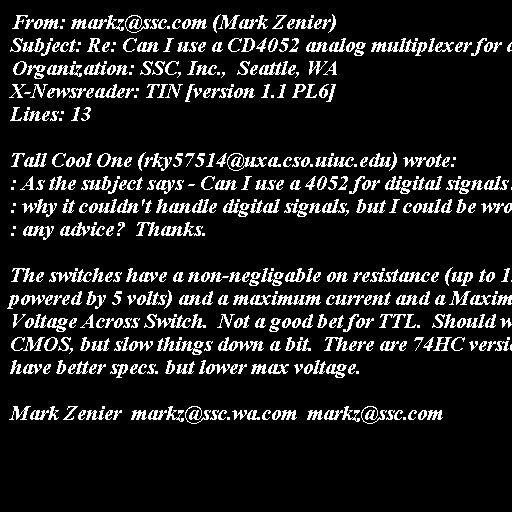 From: markz@ssc.com (Mark Zenier)
Subject: Re: Can I use a CD4052 analog multiplexer for
Organization: SSC, Inc., Seattle, WA
X-Newsreader: TIN [version 1.1 PL6]
Lines: 13
Tall Cool One (rky57514@uxa.cso.uiuc.edu) wrote:
: As the subject says - Can I use a 4052 for digital signals
: why it couldn't handle digital signals, but I could be wro
: any advice? Thanks.
The switches have a non-negligable on resistance (up to 1
powered by 5 volts) and a maximum current and a Maxim
Voltage Across Switch. Not a good bet for TTL. Should w
CMOS, but slow things down a bit. There are 74HC versi
have better specs. but lower max voltage.
Mark Zenier markz@ssc.wa.com markz@ssc.com